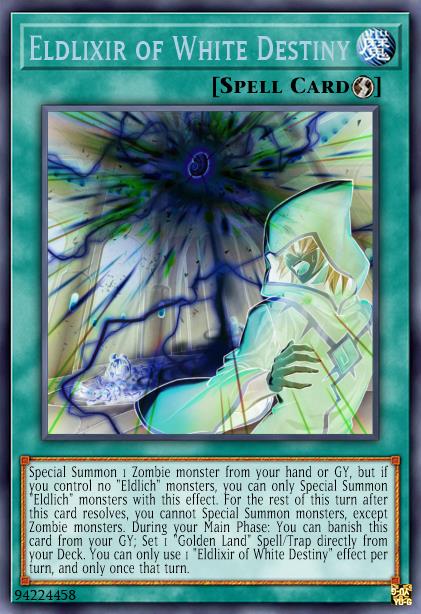 ELDLIXIR OF WHITE DESTINY
魔
[SPELL CARD]
Special Summon 1 Zombie monster from your hand or GY, but if
you control no "Eldlich" monsters, you can only Special Summon
"Eldlich" monsters with this effect. For the rest of this turn after
this card resolves, you cannot Special Summon monsters, except
Zombie monsters. During your Main Phase: You can banish
this card from your GY; Set 1 "Golden Land" Spell/Trap directly
from your Deck. You can only use 1 "Eldlixir of White Destiny" effect per
turn, and only once that turn.
94224458